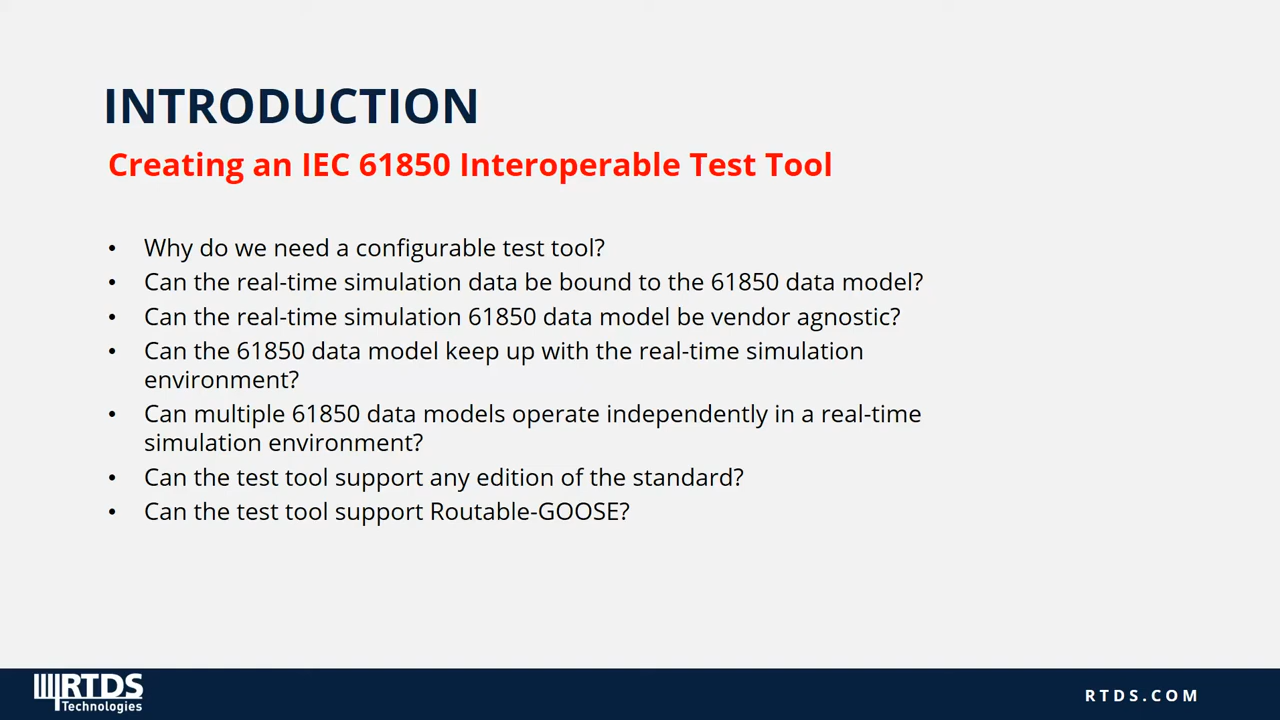 INTRODUCTION
Creating an IEC 61850 Interoperable Test Tool
• Why do we need a configurable test tool?
• Can the real-time simulation data be bound to the 61850 data model?
• Can the real-time simulation 61850 data model be vendor agnostic?
• Can the 61850 data model keep up with the real-time simulation
environment?
• Can multiple 61850 data models operate independently in a real-time
simulation environment?
• Can the test tool support any edition of the standard?
• Can the test tool support Routable-GOOSE?
RTDS
Technologies
RTDS.COM